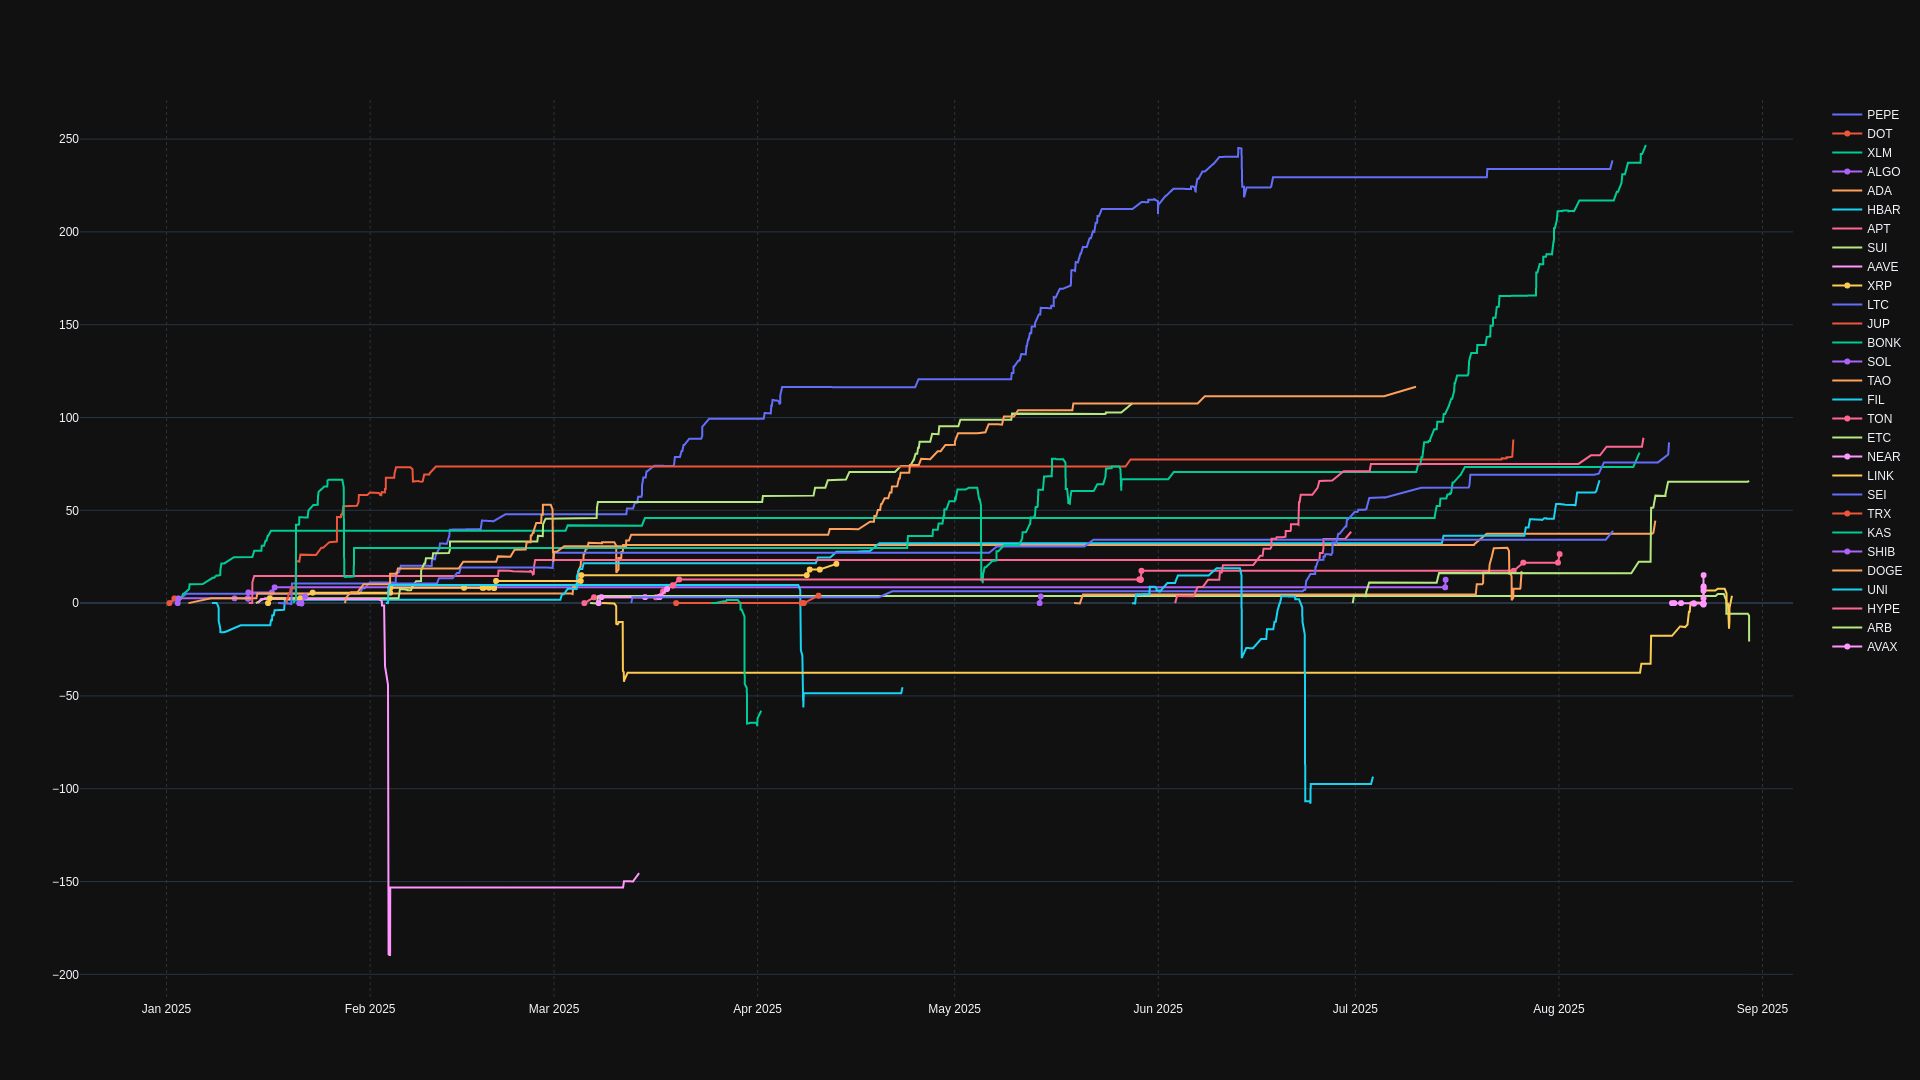 250
200
150
100
50
0
−50
−100
−150
−200
Jan 2025
Feb 2025
Mar 2025
Apr 2025
May 2025
Jun 2025
Jul 2025
Aug 2025
Sep 2025
PEPE
DOT
XLM
ALGO
ADA
HBAR
APT
SUI
AAVE
XRP
LTC
JUP
BONK
SOL
TAO
FIL
TON
ETC
NEAR
LINK
SEI
TRX
KAS
SHIB
DOGE
UNI
HYPE
ARB
AVAX